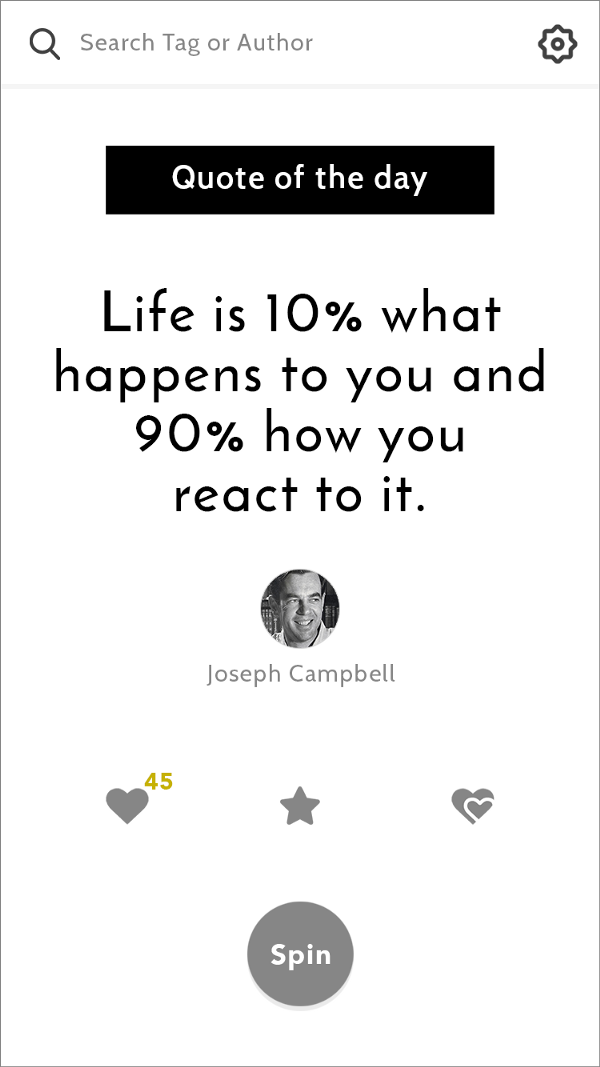 Search Tag or Author
Quote of the day
Life is 10% what
happens to you and
90% how you
react to it.
Joseph Campbell
45
Spin